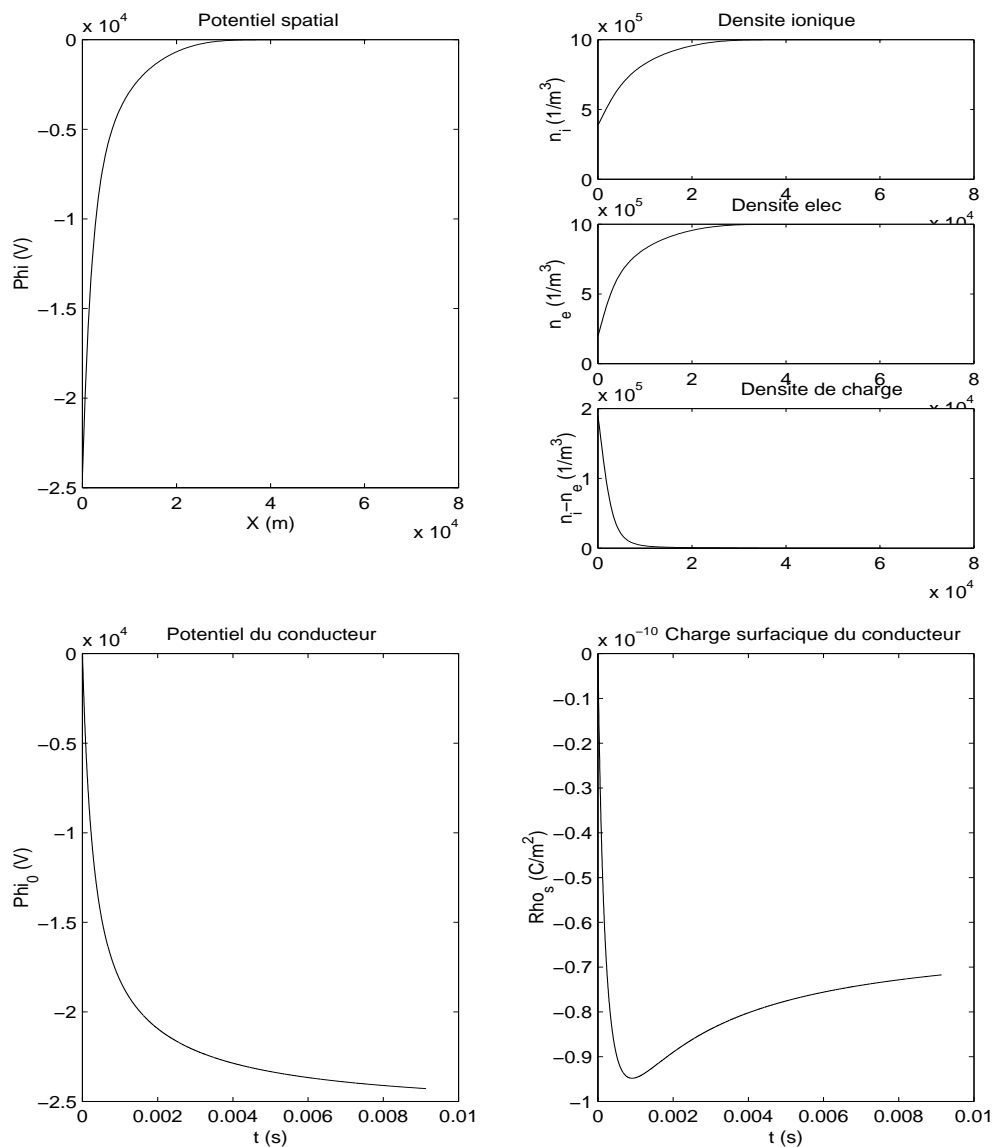 x 10^4
Potentiel spatial
0
−0.5
−1
−1.5
−2
−2.5
Phi (V)
0 2 4 6 8
X (m)
x 10^4
x 10^5
Densite ionique
10
5
0
n_i (1/m^3)
0 2 4 6 8
x 10^4
x 10^5
Densite elec
10
5
0
n_e (1/m^3)
0 2 4 6 8
x 10^4
x 10^5
Densite de charge
2
1
0
n_i−n_e (1/m^3)
0 2 4 6 8
x 10^4
x 10^4
Potentiel du conducteur
0
−0.5
−1
−1.5
−2
−2.5
Phi_0 (V)
0 0.002 0.004 0.006 0.008 0.01
t (s)
x 10^−10
Charge surfacique du conducteur
0
−0.1
−0.2
−0.3
−0.4
−0.5
−0.6
−0.7
−0.8
−0.9
−1
Rho_s (C/m^2)
0 0.002 0.004 0.006 0.008 0.01
t (s)